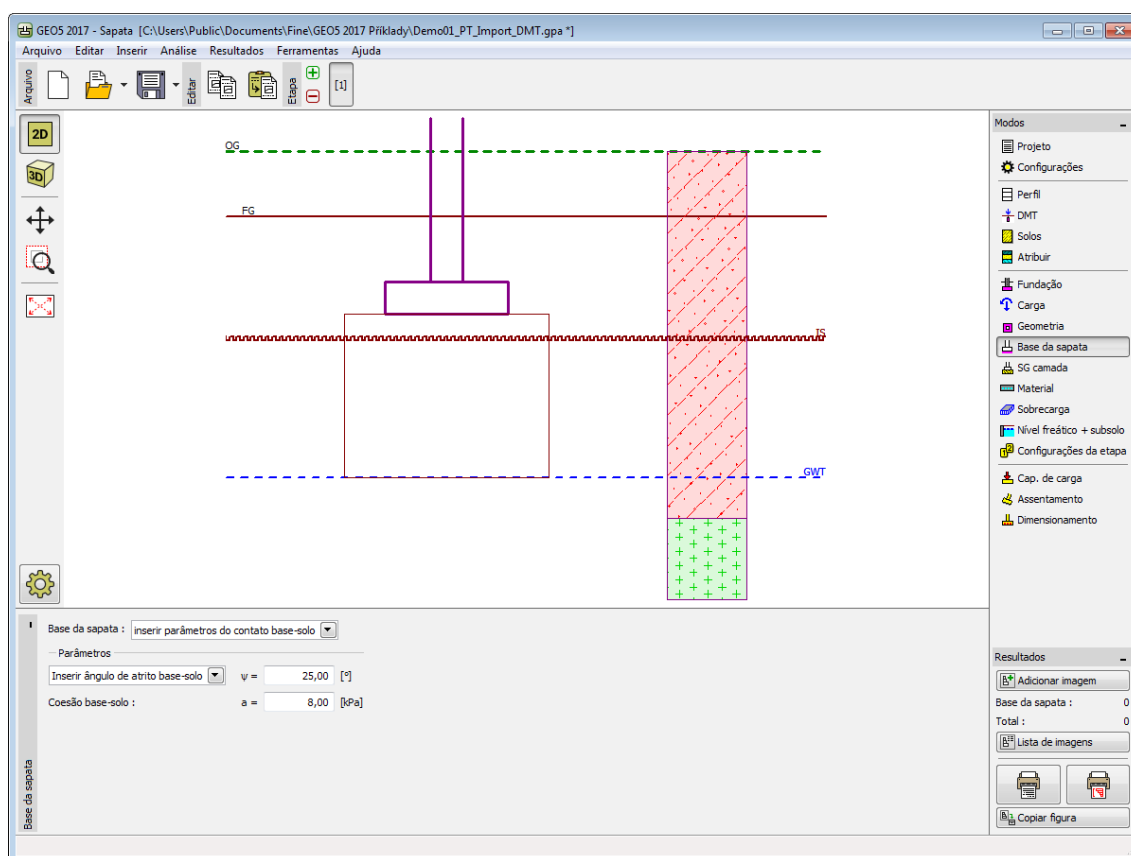 GEO5 2017 - Sapata [C:\Users\Public\Documents\Fine\GEO5 2017 Příklady\Demo01_PT_Import_DMT.gpa *]
Arquivo Editar Inserir Análise Resultados Ferramentas Ajuda
Arquivo
Editar
Etapa
[1]
2D
3D
OG
FG
IS
GWT
Modos
Projeto
Configurações
Perfil
DMT
Solos
Atribuir
Fundação
Carga
Geometria
Base da sapata
SG camada
Material
Sobrecarga
Nível freático + subsolo
Configurações da etapa
Cap. de carga
Assentamento
Dimensionamento
Base da sapata : inserir parâmetros do contato base-solo
Parâmetros
Inserir ângulo de atrito base-solo ψ = 25,00 [°]
Coesão base-solo : a = 8,00 [kPa]
Base da sapata
Resultados
Adicionar imagem
Base da sapata : 0
Total : 0
Lista de imagens
Copiar figura